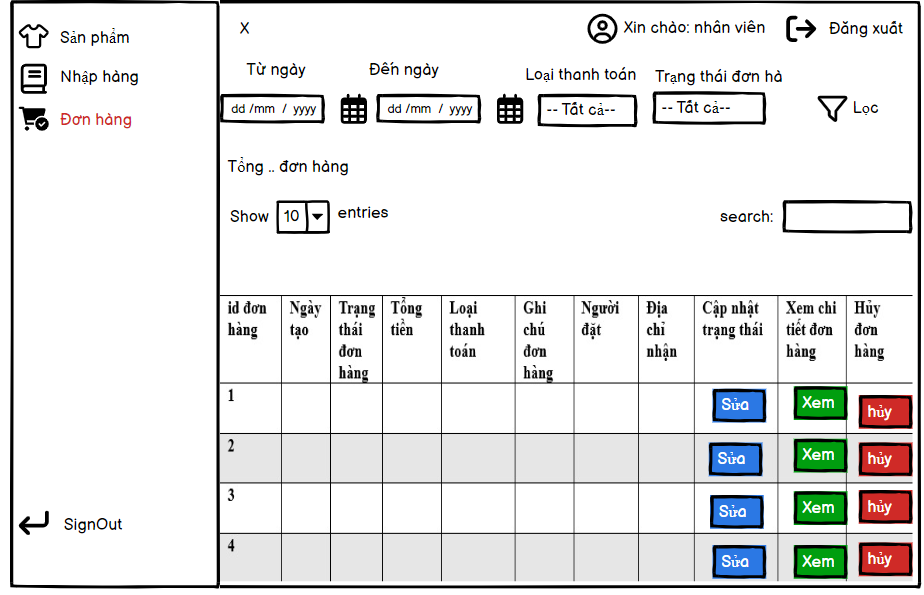 Sản phẩm
Nhập hàng
Đơn hàng
SignOut
X
Xin chào: nhân viên
Đăng xuất
Từ ngày
Đến ngày
Loại thanh toán
Trạng thái đơn hà
dd /mm / yyyy
dd /mm / yyyy
-- Tất cả--
-- Tất cả--
Lọc
Tổng .. đơn hàng
Show 10 entries
search:
id đơn
hàng
Ngày
tạo
Trạng
thái
đơn
hàng
Tổng
tiền
Loại
thanh
toán
Ghi
chú
đơn
hàng
Người
đặt
Địa
chỉ
nhận
Cập nhật
trạng thái
Xem chi
tiết đơn
hàng
Hủy
đơn
hàng
1 Sửa Xem hủy
2 Sửa Xem hủy
3 Sửa Xem hủy
4 Sửa Xem hủy